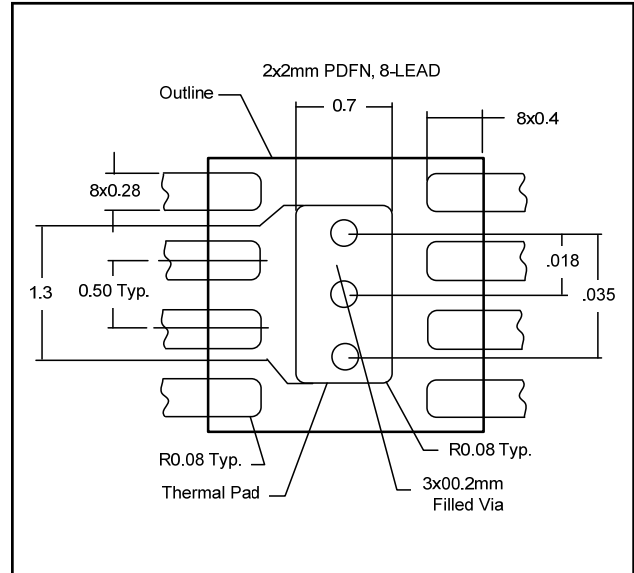 2x2mm PDFN, 8-LEAD
Outline
0.7
8x0.4
8x0.28
1.3
0.50 Typ.
.018
.035
R0.08 Typ.
R0.08 Typ.
Thermal Pad
3x00.2mm
Filled Via